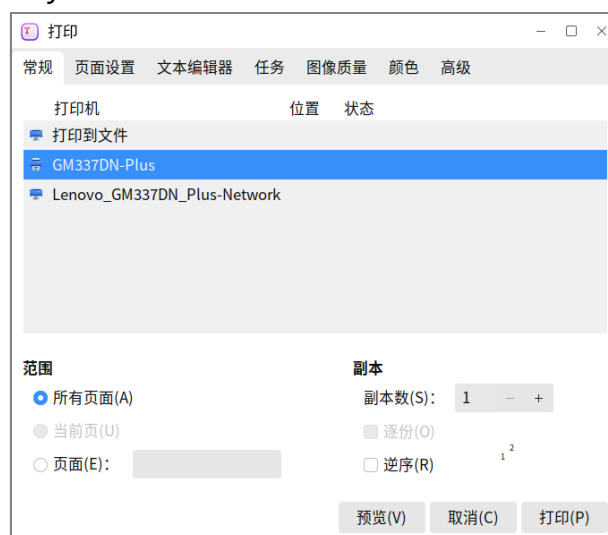 打印
常规 页面设置 文本编辑器 任务 图像质量 颜色 高级
打印机 位置 状态
打印到文件
GM337DN-Plus
Lenovo_GM337DN_Plus-Network
范围 副本
所有页面(A) 副本数(S): 1 − +
当前页(U) 逐份(O)
页面(E): 逆序(R) 1 2
预览(V) 取消(C) 打印(P)